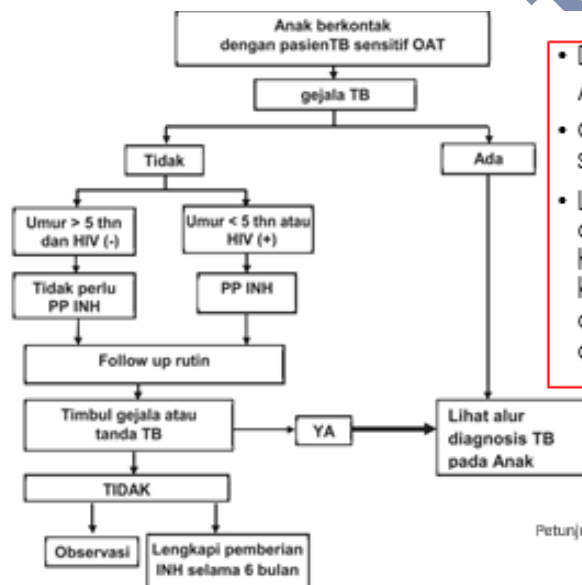 Anak berkontak
dengan pasienTB sensitif OAT
gejala TB
Tidak
Ada
Umur > 5 thn
dan HIV (-)
Umur < 5 thn atau
HIV (+)
Tidak perlu
PP INH
PP INH
Follow up rutin
Timbul gejala atau
tanda TB
YA
Lihat alur
diagnosis TB
pada Anak
TIDAK
Observasi
Lengkapi pemberian
INH selama 6 bulan